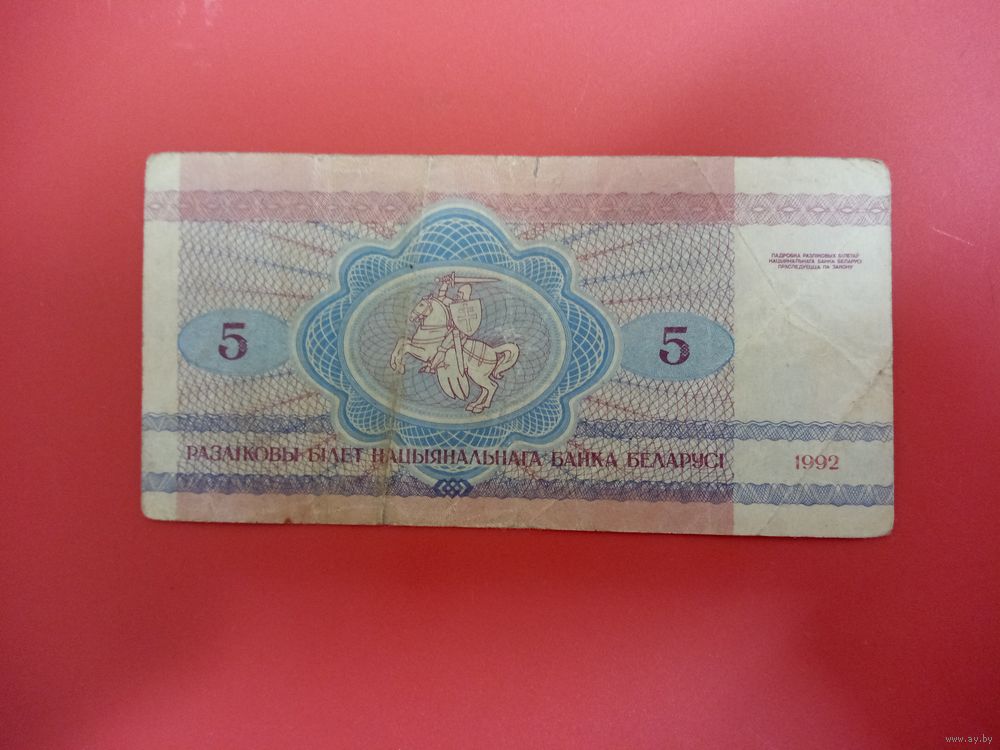 ПАДРОБКА РАЗЛІКОВЫХ БІЛЕТАЎ
НАЦЫЯНАЛЬНАГА БАНКА БЕЛАРУСІ
ПРАСЛЕДУЕЦЦА ПА ЗАКОНУ
5 5
РАЗЛІКОВЫ БІЛЕТ НАЦЫЯНАЛЬНАГА БАНКА БЕЛАРУСІ 1992
www.ay.by